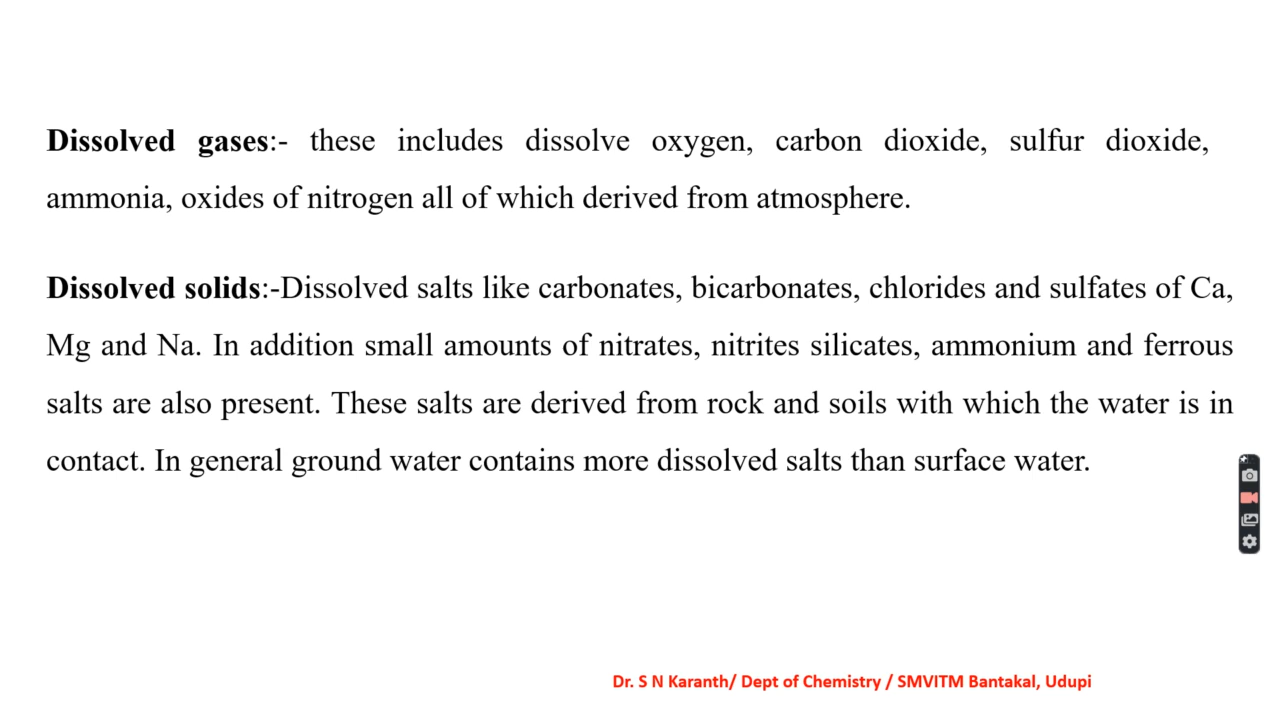 Dissolved gases:- these includes dissolve oxygen, carbon dioxide, sulfur dioxide,
ammonia, oxides of nitrogen all of which derived from atmosphere.
Dissolved solids:-Dissolved salts like carbonates, bicarbonates, chlorides and sulfates of Ca,
Mg and Na. In addition small amounts of nitrates, nitrites silicates, ammonium and ferrous
salts are also present. These salts are derived from rock and soils with which the water is in
contact. In general ground water contains more dissolved salts than surface water.
Dr. S N Karanth/ Dept of Chemistry / SMVITM Bantakal, Udupi